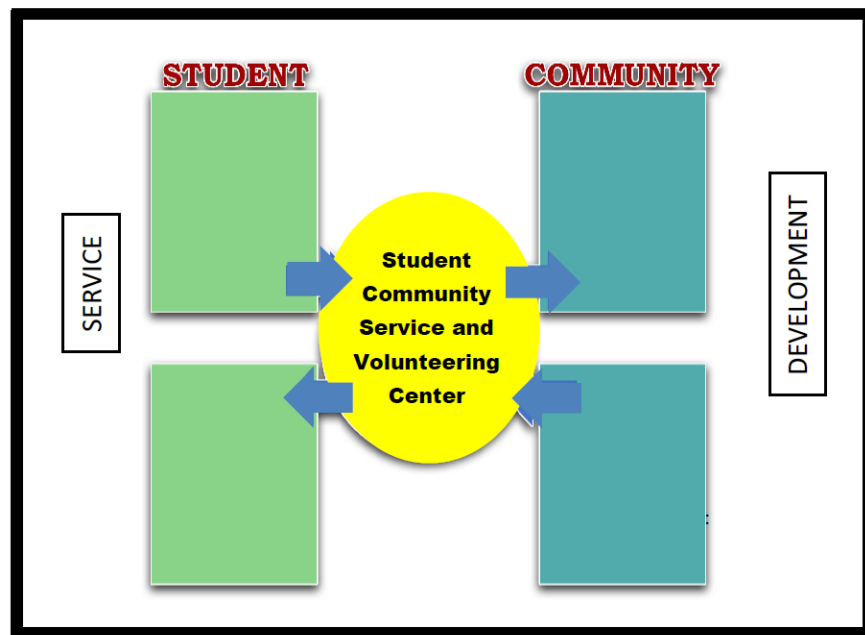 STUDENT
COMMUNITY
SERVICE
Student
Community
Service and
Volunteering
Center
DEVELOPMENT
: